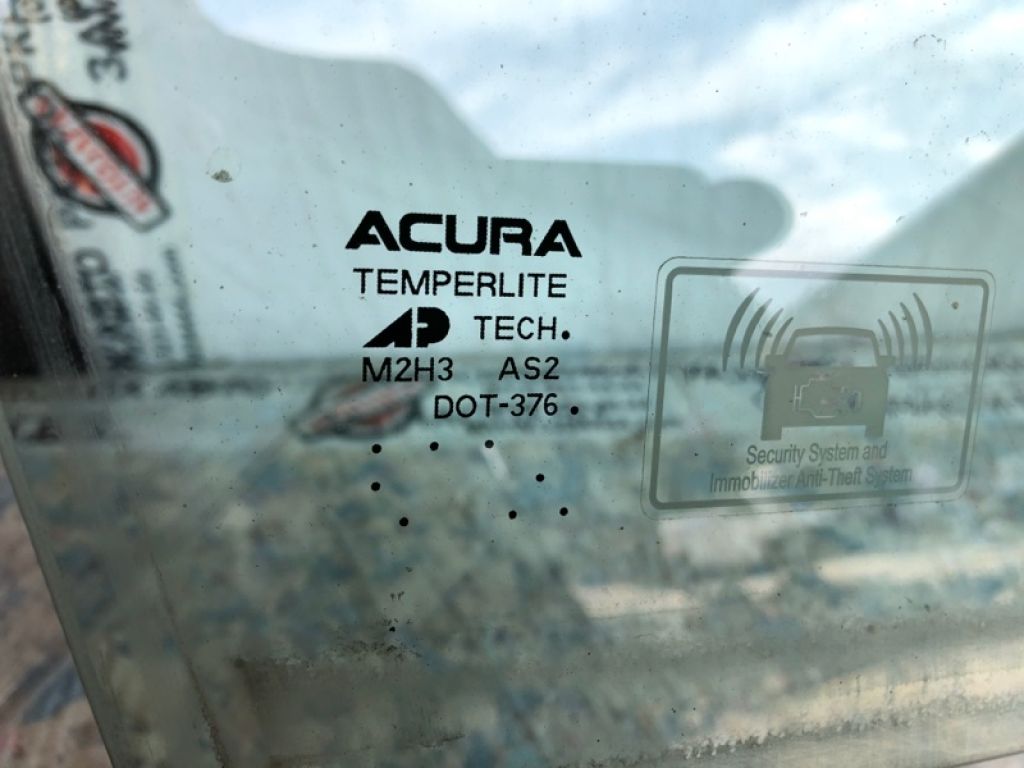 ACURA
TEMPERLITE
AP TECH.
M2H3 AS2
DOT-376 .
Security System and
Immobilizer Anti-Theft System